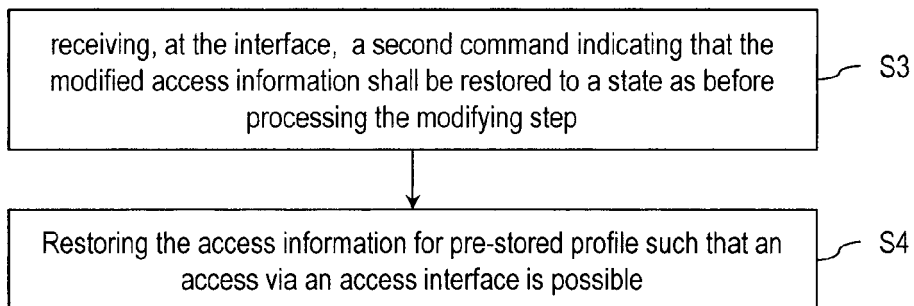 receiving, at the interface, a second command indicating that the
modified access information shall be restored to a state as before
processing the modifying step
S3
Restoring the access information for pre-stored profile such that an
access via an access interface is possible
S4